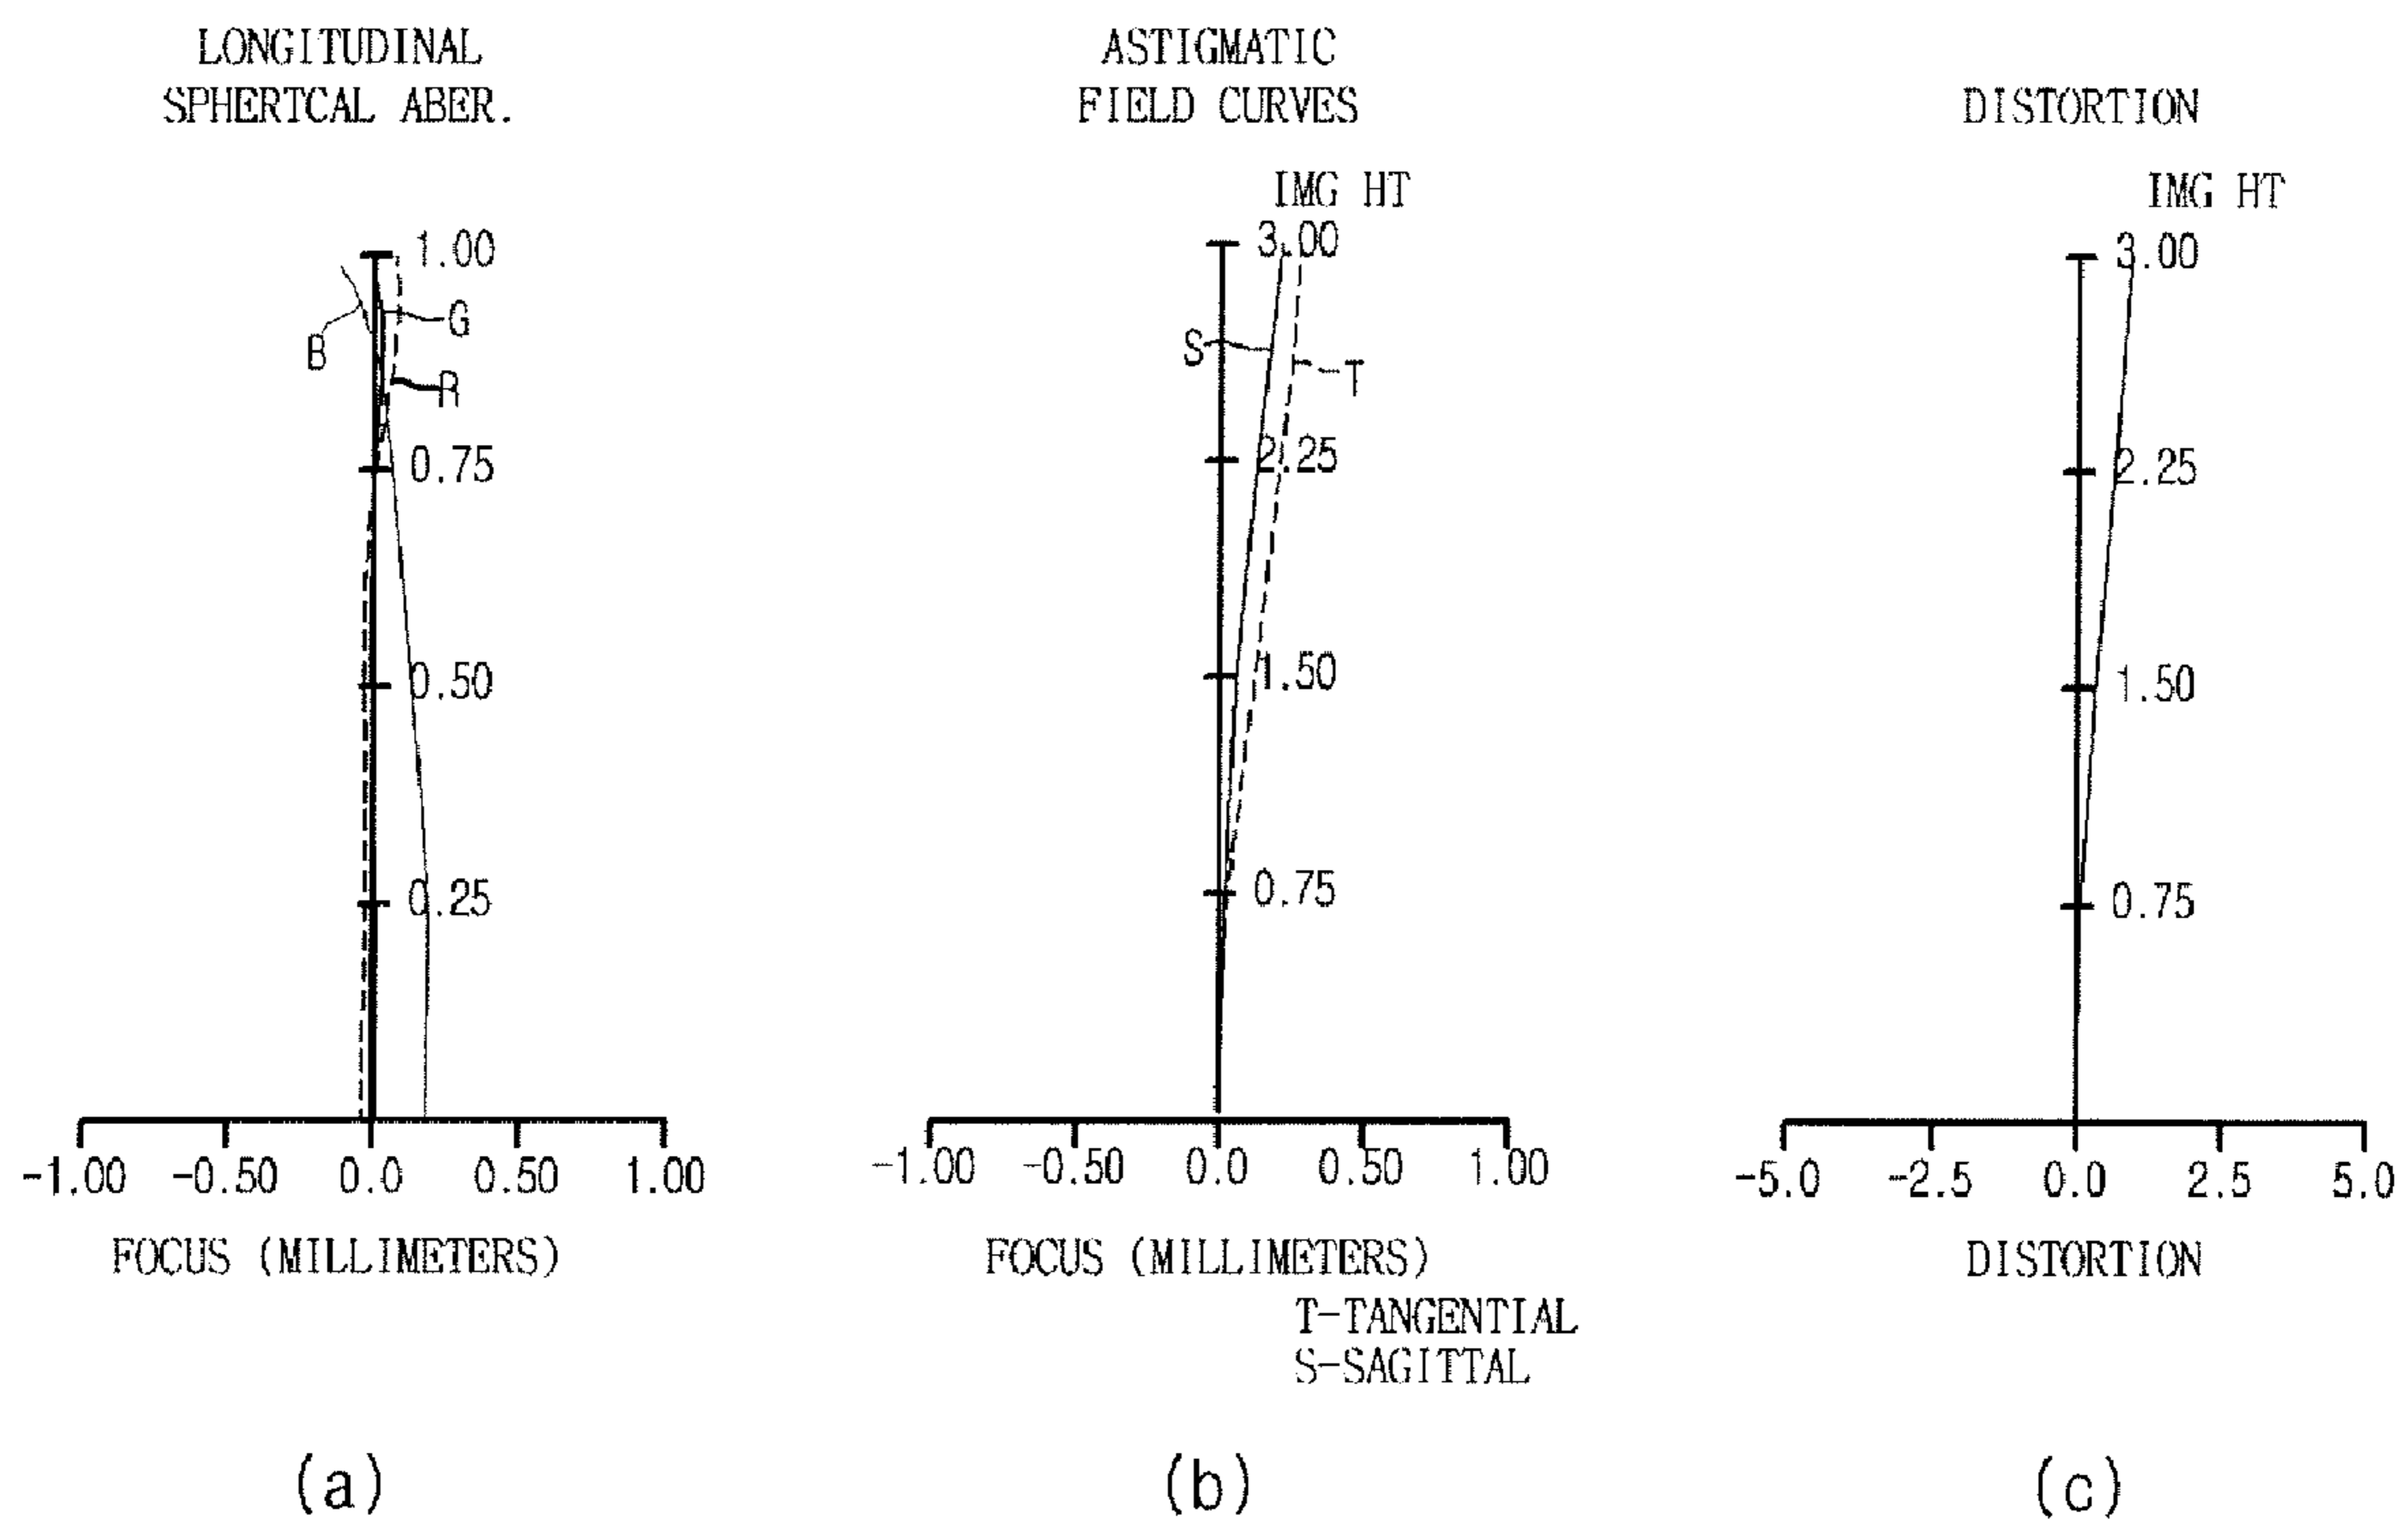 LONGITUDINAL
SPHERTCAL ABER.
1.00
G
B
R
0.75
0.50
0.25
-1.00 -0.50 0.0 0.50 1.00
FOCUS (MILLIMETERS)
(a)
ASTIGMATIC
FIELD CURVES
IMG HT
3.00
S
T
2.25
1.50
0.75
-1.00 -0.50 0.0 0.50 1.00
FOCUS (MILLIMETERS)
T-TANGENTIAL
S-SAGITTAL
(b)
DISTORTION
IMG HT
3.00
2.25
1.50
0.75
-5.0 -2.5 0.0 2.5 5.0
DISTORTION
(c)